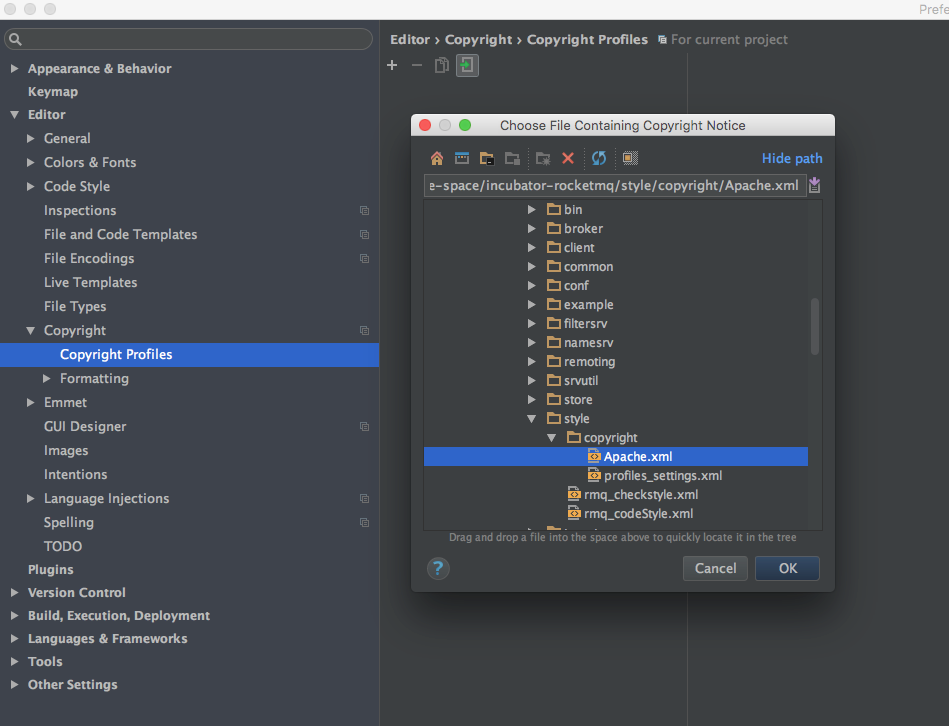 Prefe
Editor › Copyright › Copyright Profiles For current project
Appearance & Behavior
Keymap
Editor
General
Colors & Fonts
Code Style
Inspections
File and Code Templates
File Encodings
Live Templates
File Types
Copyright
Copyright Profiles
Formatting
Emmet
GUI Designer
Images
Intentions
Language Injections
Spelling
TODO
Plugins
Version Control
Build, Execution, Deployment
Languages & Frameworks
Tools
Other Settings
Choose File Containing Copyright Notice
Hide path
e-space/incubator-rocketmq/style/copyright/Apache.xml
bin
broker
client
common
conf
example
filtersrv
namesrv
remoting
srvutil
store
style
copyright
Apache.xml
profiles_settings.xml
rmq_checkstyle.xml
rmq_codeStyle.xml
Drag and drop a file into the space above to quickly locate it in the tree
?
Cancel
OK